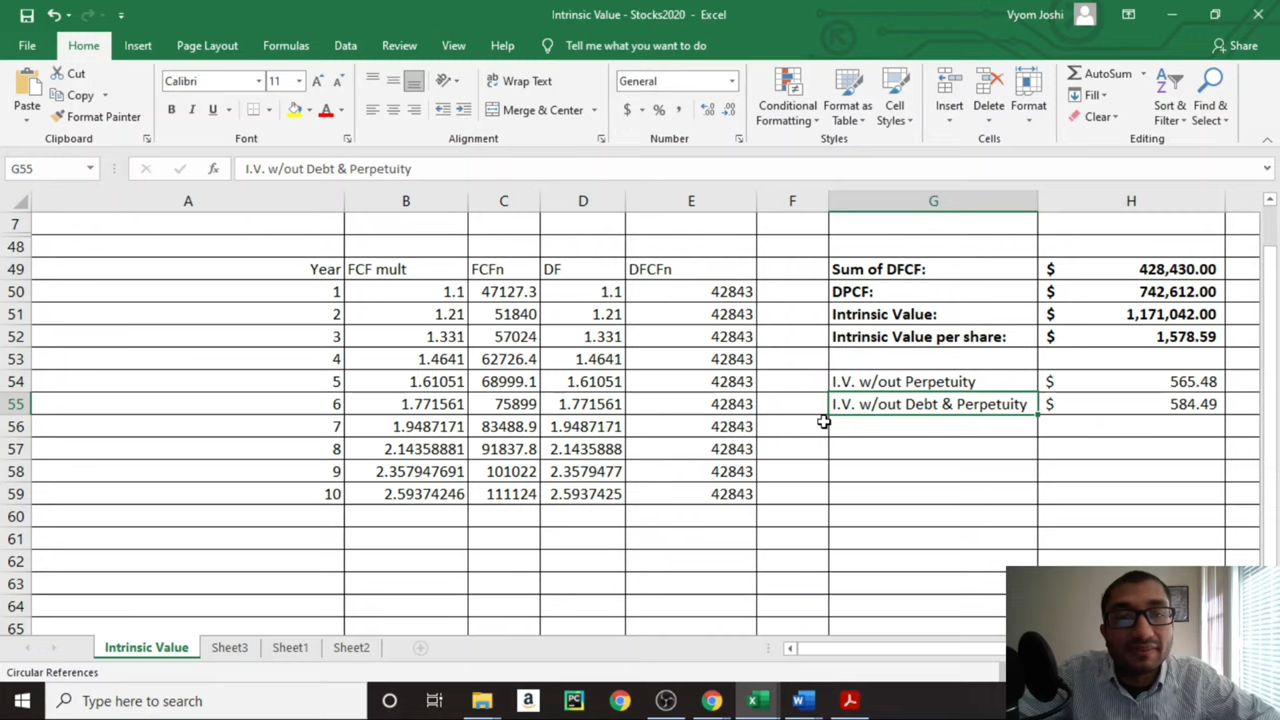 Intrinsic Value - Stocks2020 - Excel
Vyom Joshi
File Home Insert Page Layout Formulas Data Review View Help Tell me what you want to do Share
Paste
Cut
Copy
Format Painter
Clipboard
Calibri 11
B I U
Font
Wrap Text
Merge & Center
Alignment
General
$ %
Number
Conditional Formatting
Format as Table
Cell Styles
Styles
Insert
Delete
Format
Cells
AutoSum
Fill
Clear
Sort & Filter
Find & Select
Editing
G55 fx I.V. w/out Debt & Perpetuity
A B C D E F G H
7
48
49 Year FCF mult FCFn DF DFCFn Sum of DFCF: $ 428,430.00
50 1 1.1 47127.3 1.1 42843 DPCF: $ 742,612.00
51 2 1.21 51840 1.21 42843 Intrinsic Value: $ 1,171,042.00
52 3 1.331 57024 1.331 42843 Intrinsic Value per share: $ 1,578.59
53 4 1.4641 62726.4 1.4641 42843
54 5 1.61051 68999.1 1.61051 42843 I.V. w/out Perpetuity $ 565.48
55 6 1.771561 75899 1.771561 42843 I.V. w/out Debt & Perpetuity $ 584.49
56 7 1.9487171 83488.9 1.9487171 42843
57 8 2.14358881 91837.8 2.1435888 42843
58 9 2.357947691 101022 2.3579477 42843
59 10 2.59374246 111124 2.5937425 42843
60
61
62
63
64
65
Intrinsic Value Sheet3 Sheet1 Sheet2
Circular References
Type here to search